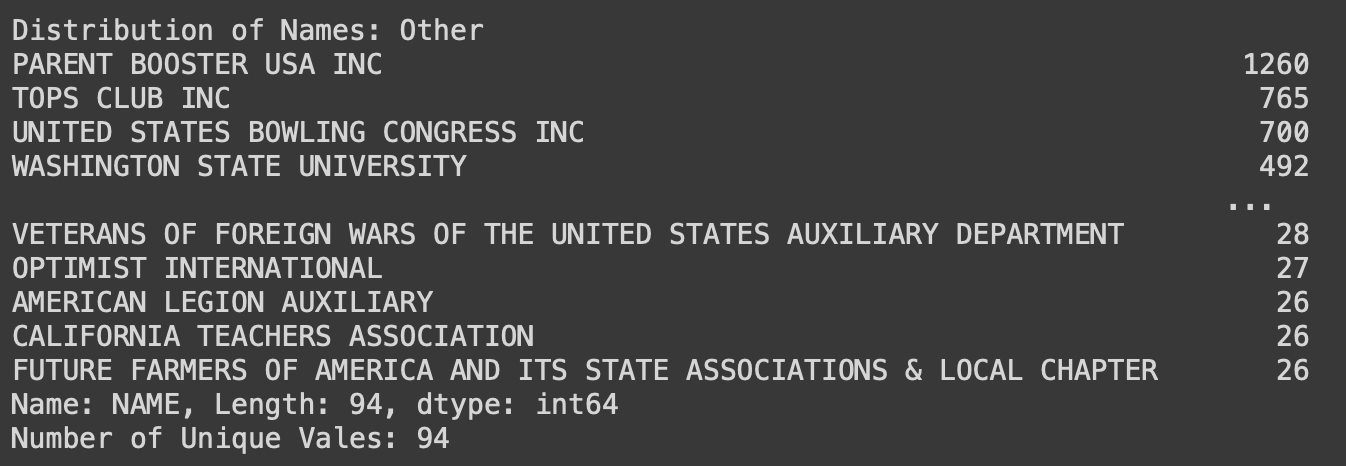 Distribution of Names: Other
PARENT BOOSTER USA INC 1260
TOPS CLUB INC 765
UNITED STATES BOWLING CONGRESS INC 700
WASHINGTON STATE UNIVERSITY 492
...
VETERANS OF FOREIGN WARS OF THE UNITED STATES AUXILIARY DEPARTMENT 28
OPTIMIST INTERNATIONAL 27
AMERICAN LEGION AUXILIARY 26
CALIFORNIA TEACHERS ASSOCIATION 26
FUTURE FARMERS OF AMERICA AND ITS STATE ASSOCIATIONS & LOCAL CHAPTER 26
Name: NAME, Length: 94, dtype: int64
Number of Unique Vales: 94